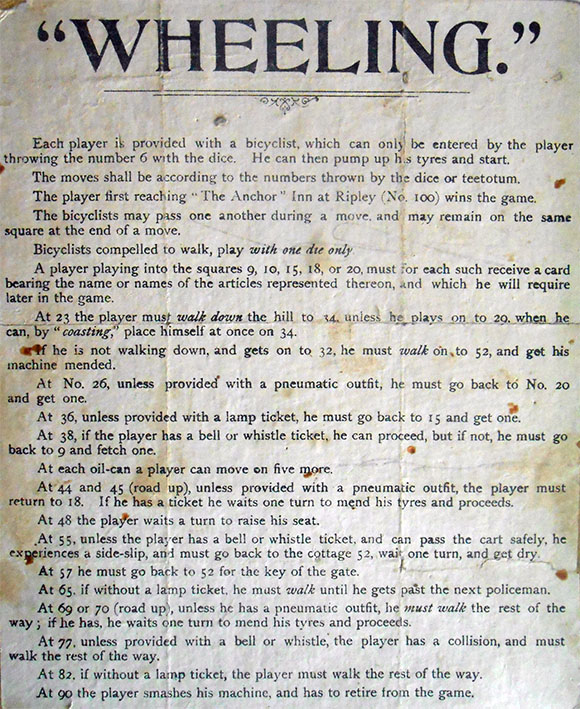 “WHEELING.”
Each player is provided with a bicyclist, which can only be entered by the player
throwing the number 6 with the dice. He can then pump up his tyres and start.
The moves shall be according to the numbers thrown by the dice or teetotum.
The player first reaching “The Anchor” Inn at Ripley (No. 100) wins the game.
The bicyclists may pass one another during a move, and may remain on the same
square at the end of a move.
Bicyclists compelled to walk, play with one die only.
A player playing into the squares 9, 10, 15, 18, or 20, must for each such receive a card
bearing the name or names of the articles represented thereon, and which he will require
later in the game.
At 23 the player must walk down the hill to 34, unless he plays on to 29, when he
can, by “coasting,” place himself at once on 34.
If he is not walking down, and gets on to 32, he must walk on to 52, and get his
machine mended.
At No. 26, unless provided with a pneumatic outfit, he must go back to No. 20
and get one.
At 36, unless provided with a lamp ticket, he must go back to 15 and get one.
At 38, if the player has a bell or whistle ticket, he can proceed, but if not, he must go
back to 9 and fetch one.
At each oil-can a player can move on five more.
At 44 and 45 (road up), unless provided with a pneumatic outfit, the player must
return to 18. If he has a ticket he waits one turn to mend his tyres and proceeds.
At 48 the player waits a turn to raise his seat.
At 55, unless the player has a bell or whistle ticket, and can pass the cart safely, he
experiences a side-slip, and must go back to the cottage 52, wait one turn, and get dry.
At 57 he must go back to 52 for the key of the gate.
At 65, if without a lamp ticket, he must walk until he gets past the next policeman.
At 69 or 70 (road up), unless he has a pneumatic outfit, he must walk the rest of the
way; if he has, he waits one turn to mend his tyres and proceeds.
At 77, unless provided with a bell or whistle, the player has a collision, and must
walk the rest of the way.
At 82, if without a lamp ticket, the player must walk the rest of the way.
At 90 the player smashes his machine, and has to retire from the game.